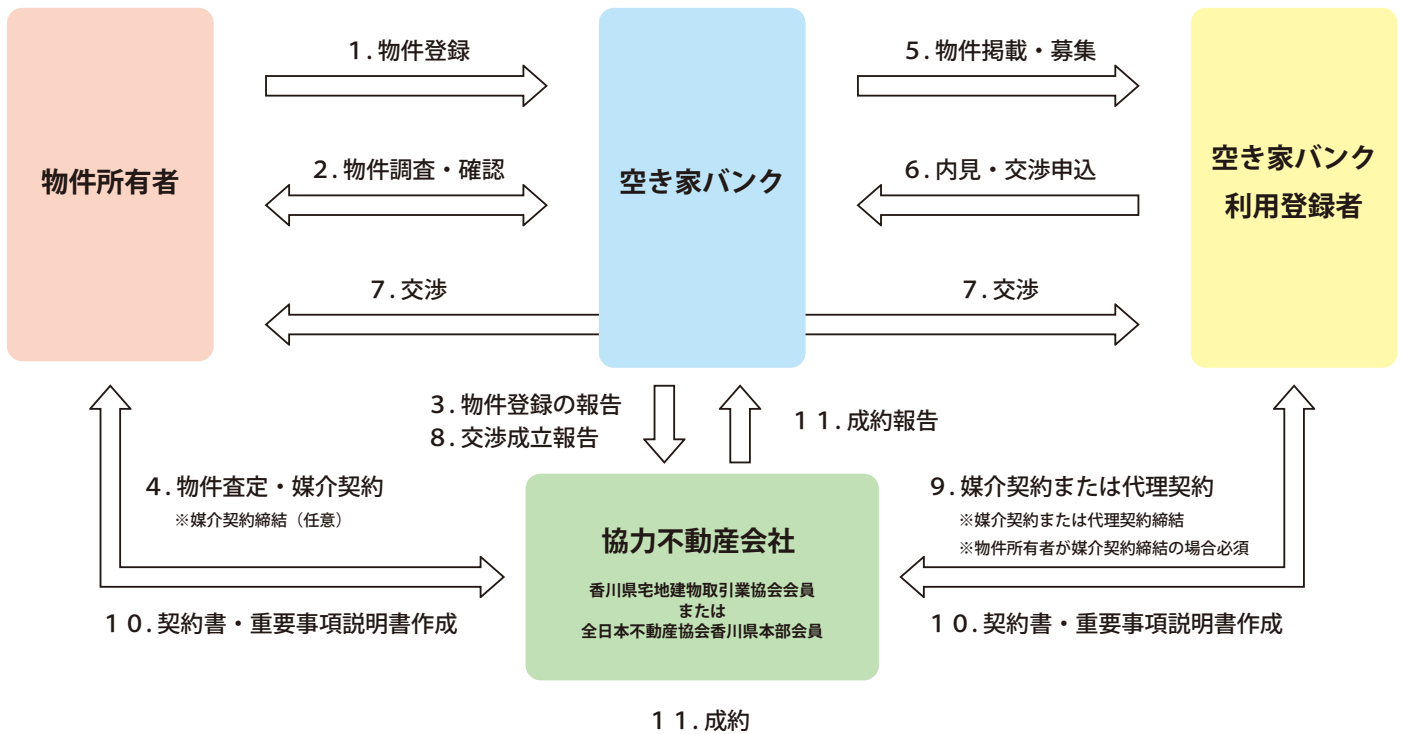 1.物件登録
5.物件掲載・募集
物件所有者
2.物件調査・確認
空き家バンク
6.内見・交渉申込
空き家バンク
利用登録者
7.交渉
7.交渉
3.物件登録の報告
8.交渉成立報告
11.成約報告
4.物件査定・媒介契約
※媒介契約締結（任意）
9.媒介契約または代理契約
※媒介契約または代理契約締結
※物件所有者が媒介契約締結の場合必須
協力不動産会社
香川県宅地建物取引業協会会員
または
全日本不動産協会香川県本部会員
10.契約書・重要事項説明書作成
10.契約書・重要事項説明書作成
11.成約